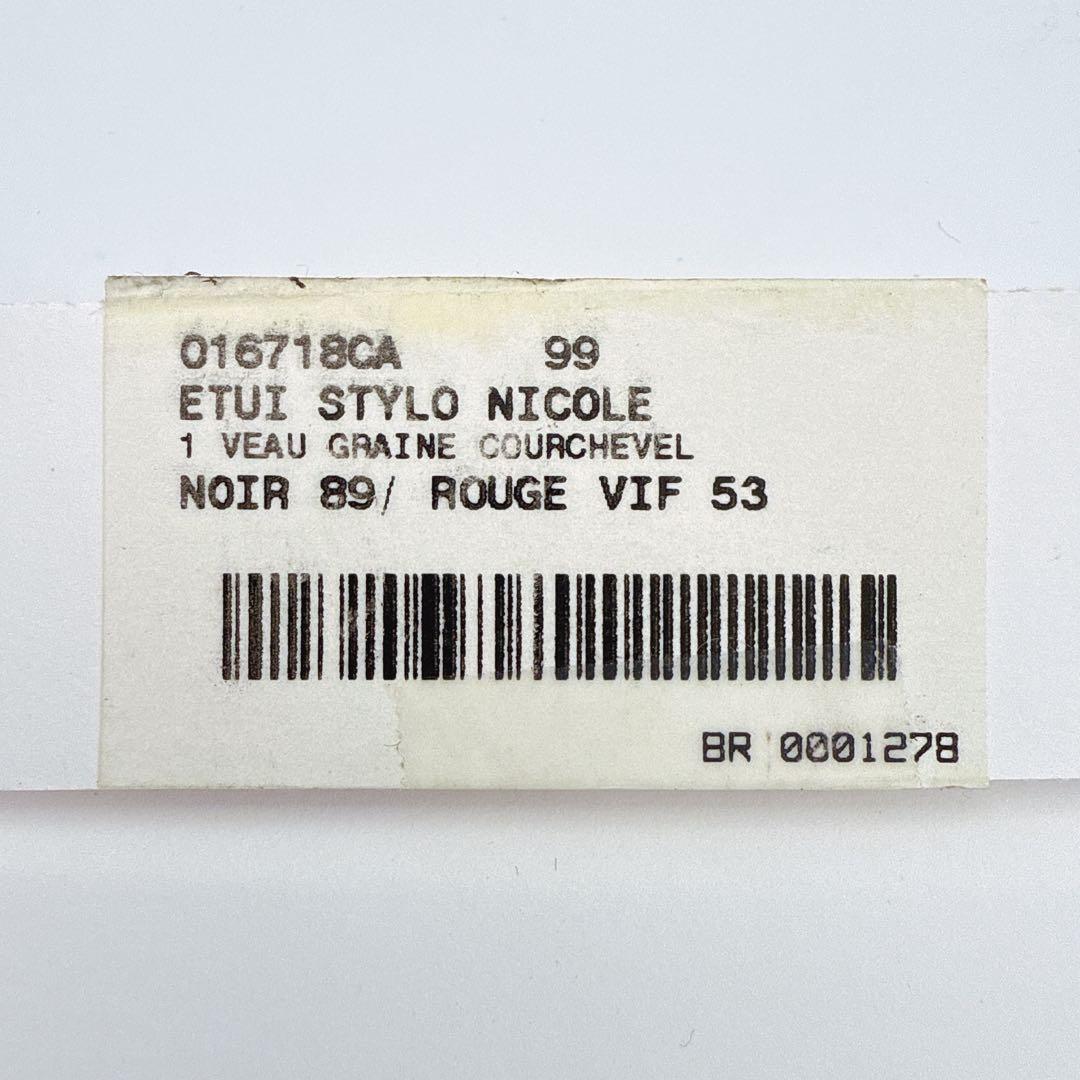 016718CA 99
ETUI STYLO NICOLE
1 VEAU GRAINE COURCHEVEL
NOIR 89/ ROUGE VIF 53
BR 0001278